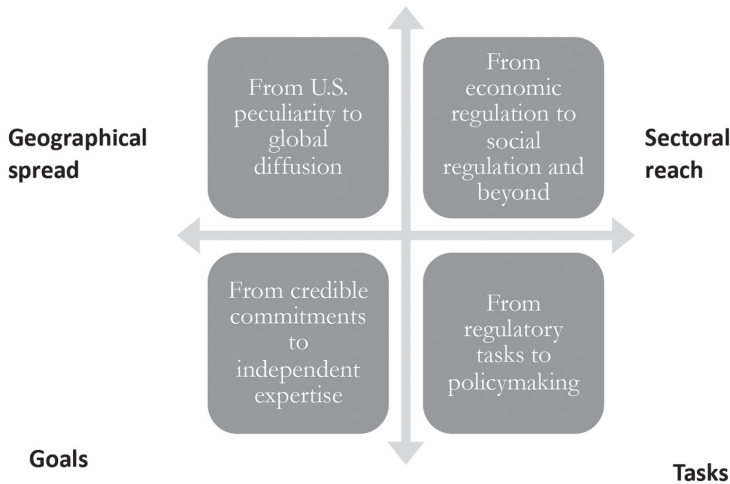 Geographical
spread
From U.S.
peculiarity to
global
diffusion
From
economic
regulation to
social
regulation and
beyond
Sectoral
reach
Goals
From credible
commitments
to
independent
expertise
From
regulatory
tasks to
policymaking
Tasks